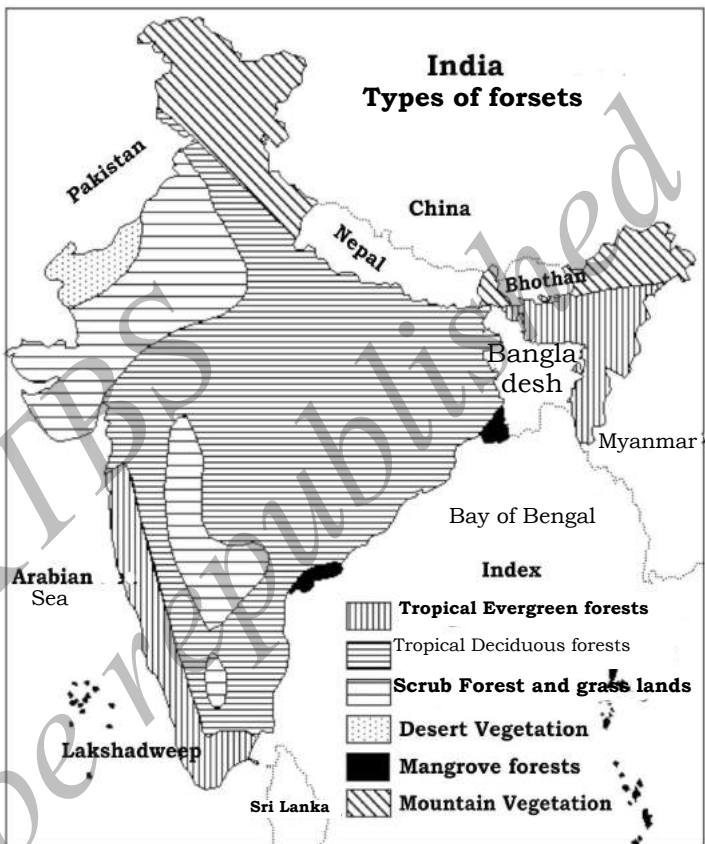 India
Types of forsets
Pakistan
China
Nepal
Bhothan
Bangla
desh
Myanmar
Bay of Bengal
Arabian
Sea
Index
Tropical Evergreen forests
Tropical Deciduous forests
Scrub Forest and grass lands
Desert Vegetation
Mangrove forests
Mountain Vegetation
Lakshadweep
Sri Lanka
TBS
be republished